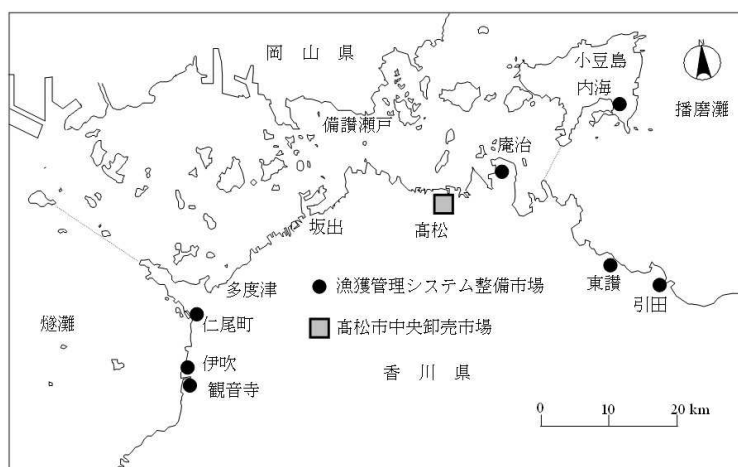 岡 山 県
小豆島
内海
播磨灘
備讃瀬戸
庵治
髙松
坂出
多度津
東讃
引田
仁尾町
燧灘
伊吹
観音寺
漁獲管理システム整備市場
髙松市中央卸売市場
香 川 県
0 10 20 km